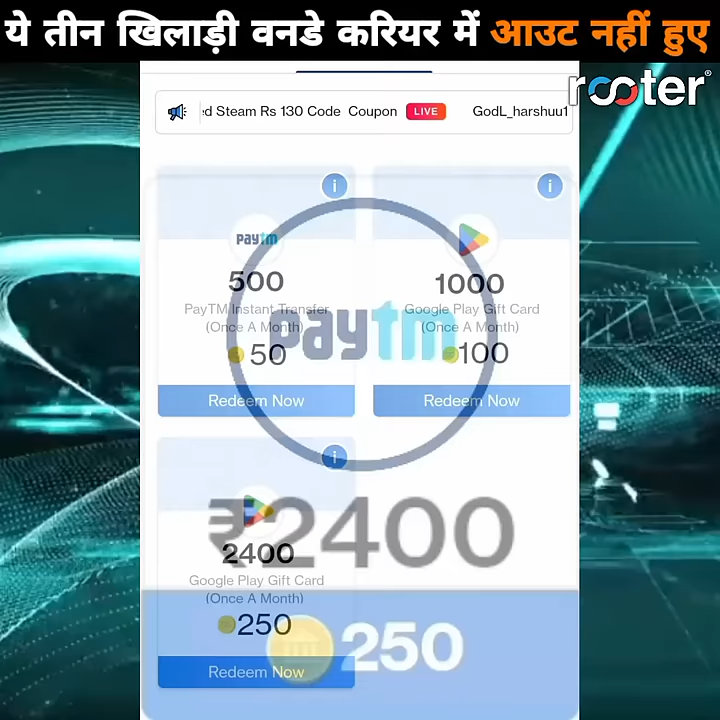 ये तीन खिलाड़ी वनडे करियर में आउट नहीं हुए
rooter®
ed Steam Rs 130 Code Coupon LIVE GodL_harshuu1
paytm
500
PayTM Instant Transfer
(Once A Month)
50
Redeem Now
1000
Google Play Gift Card
(Once A Month)
100
Redeem Now
paytm
₹2400
2400
Google Play Gift Card
(Once A Month)
250
Redeem Now
250